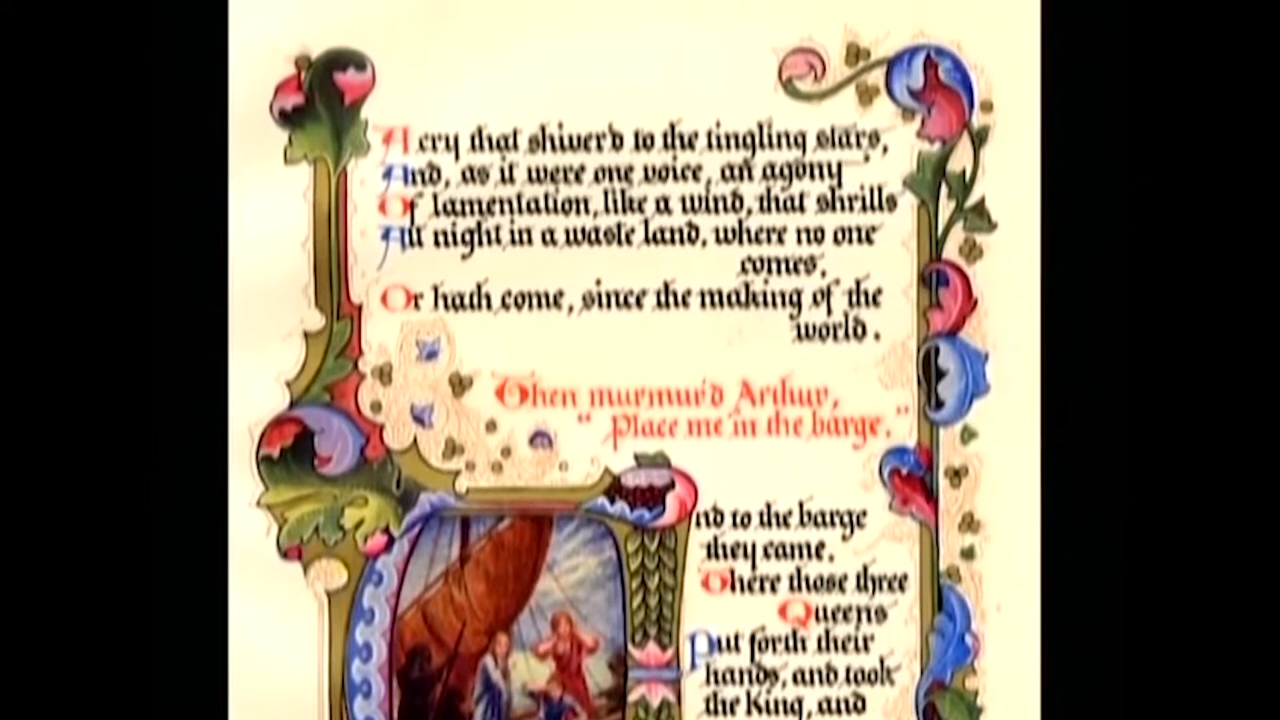 A cry that shiver'd to the tingling stars,
And, as it were one voice, an agony
Of lamentation, like a wind, that shrills
All night in a waste land, where no one
comes,
Or hath come, since the making of the
world.
Then murmur'd Arthur,
"Place me in the barge."
And to the barge
they came.
There those three
Queens
Put forth their
hands, and took
the King, and